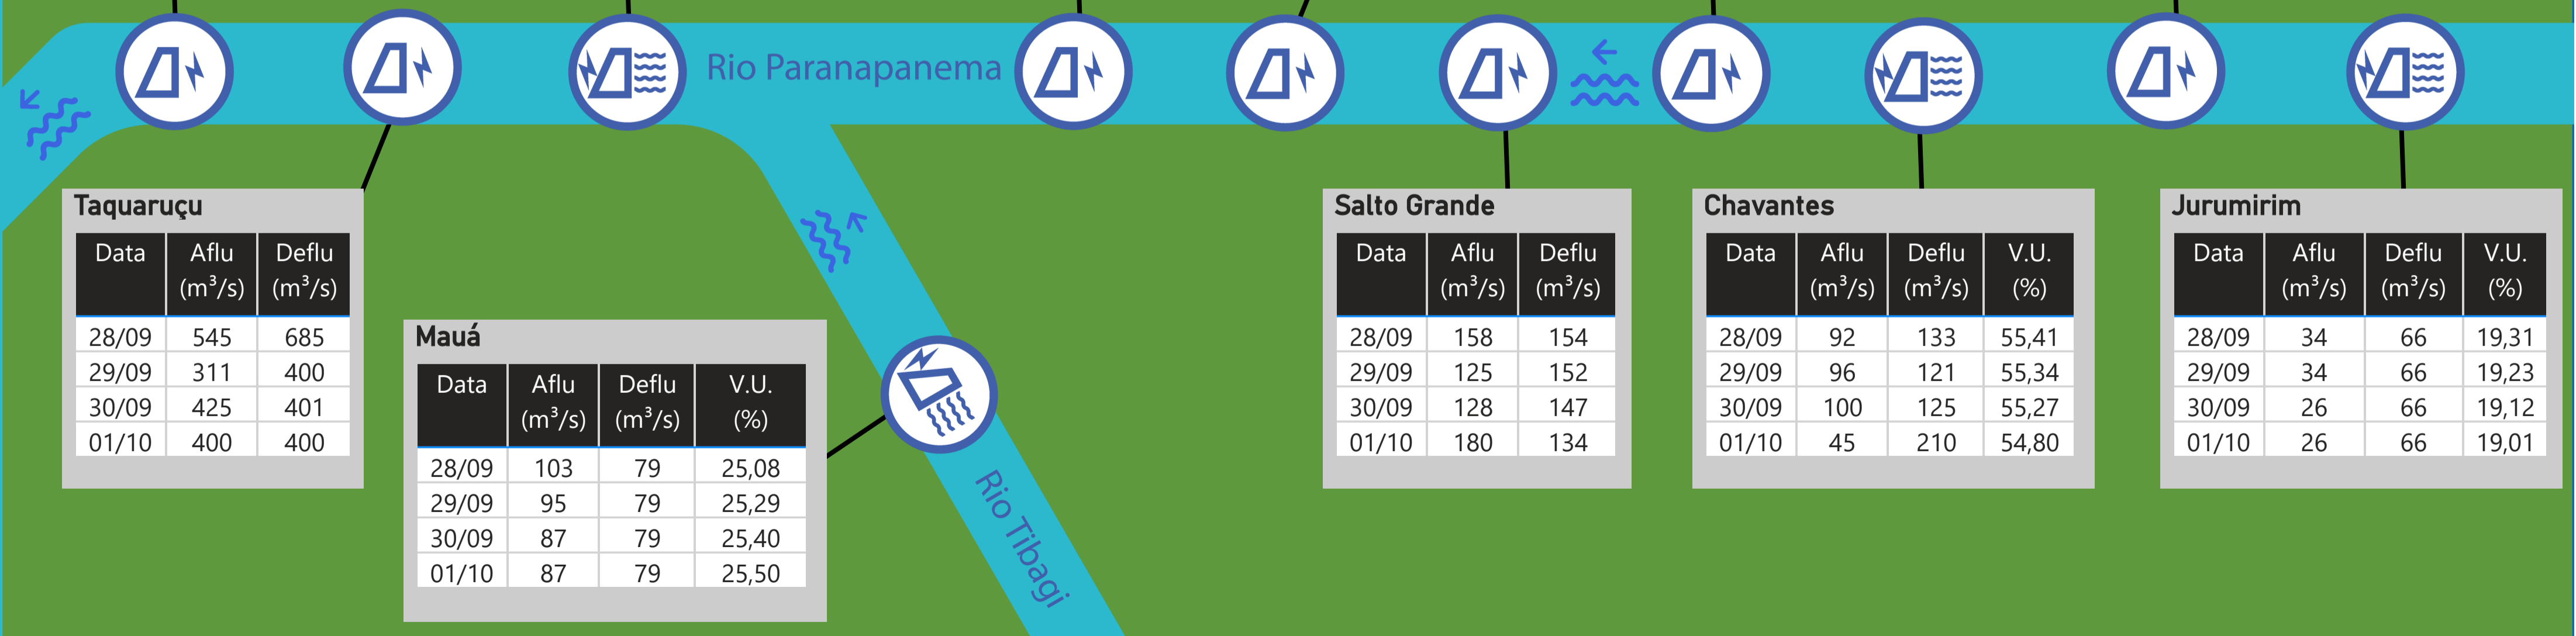 Rio Paranapanema
Taquaruçu
Data Aflu (m³/s) Deflu (m³/s)
28/09 545 685
29/09 311 400
30/09 425 401
01/10 400 400
Mauá
Data Aflu (m³/s) Deflu (m³/s) V.U. (%)
28/09 103 79 25,08
29/09 95 79 25,29
30/09 87 79 25,40
01/10 87 79 25,50
Rio Tibagi
Salto Grande
Data Aflu (m³/s) Deflu (m³/s)
28/09 158 154
29/09 125 152
30/09 128 147
01/10 180 134
Chavantes
Data Aflu (m³/s) Deflu (m³/s) V.U. (%)
28/09 92 133 55,41
29/09 96 121 55,34
30/09 100 125 55,27
01/10 45 210 54,80
Jurumirim
Data Aflu (m³/s) Deflu (m³/s) V.U. (%)
28/09 34 66 19,31
29/09 34 66 19,23
30/09 26 66 19,12
01/10 26 66 19,01